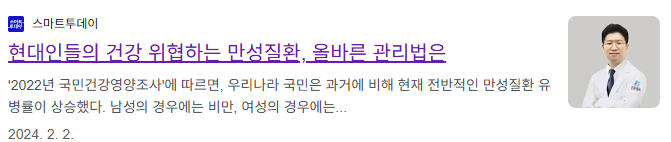 스마트투데이
현대인들의 건강 위협하는 만성질환, 올바른 관리법은
'2022년 국민건강영양조사'에 따르면, 우리나라 국민은 과거에 비해 현재 전반적인 만성질환 유
병률이 상승했다. 남성의 경우에는 비만, 여성의 경우에는...
2024. 2. 2.